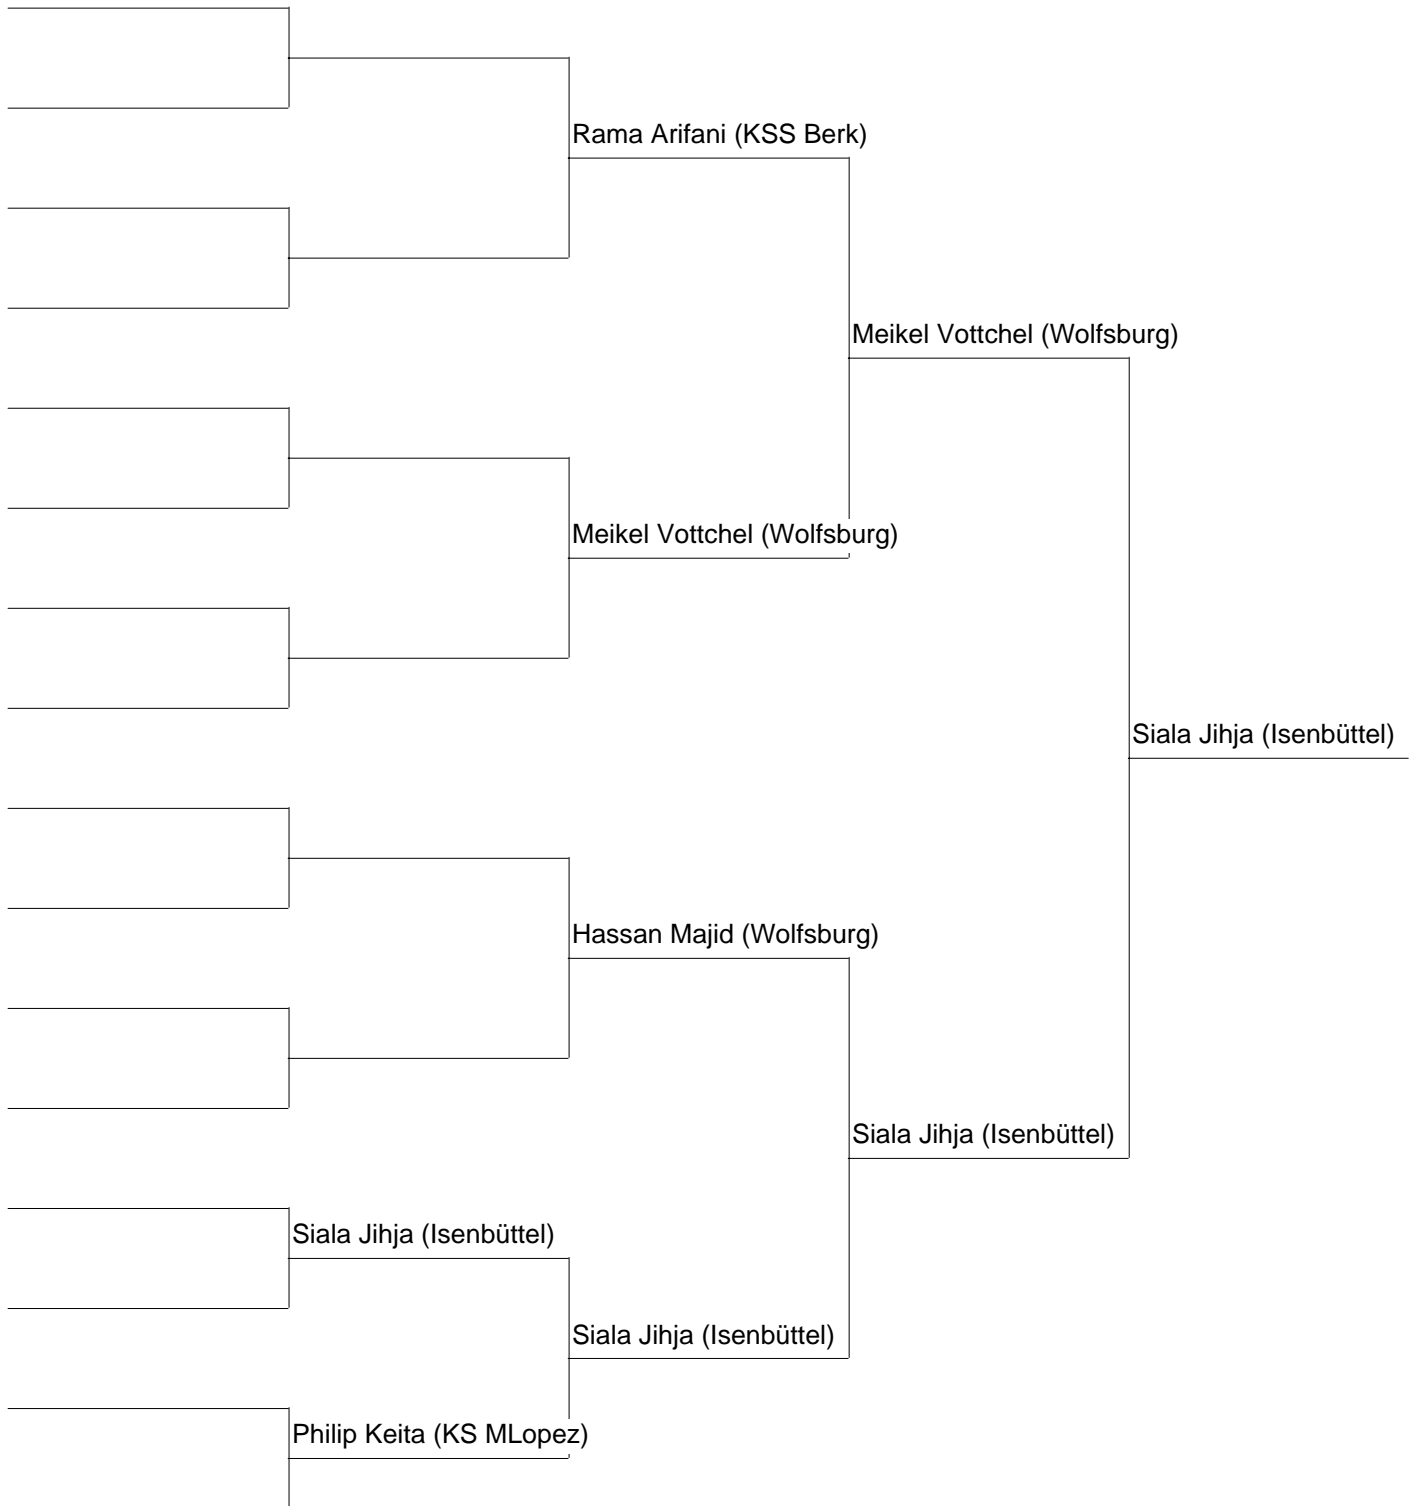 Rama Arifani (KSS Berk)
Meikel Vottchel (Wolfsburg)
Meikel Vottchel (Wolfsburg)
Siala Jihja (Isenbüttel)
Hassan Majid (Wolfsburg)
Siala Jihja (Isenbüttel)
Siala Jihja (Isenbüttel)
Siala Jihja (Isenbüttel)
Philip Keita (KS MLopez)